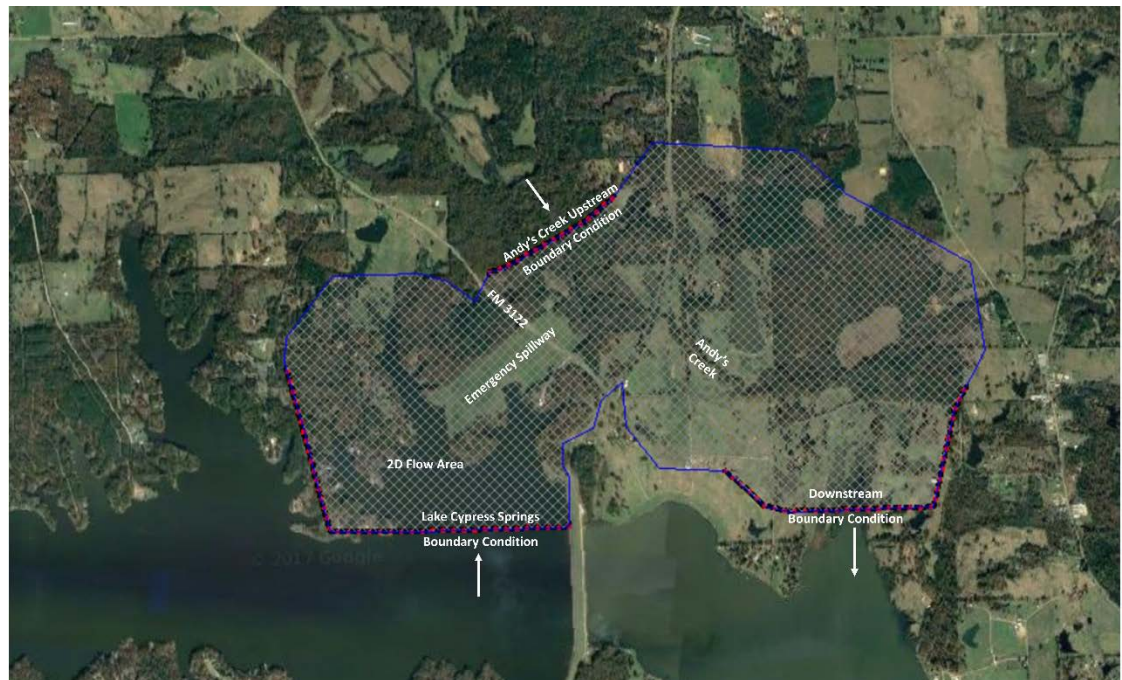 Andy's Creek Upstream
Boundary Condition
FM 3122
Emergency Spillway
Andy's
Creek
2D Flow Area
Lake Cypress Springs
Boundary Condition
Downstream
Boundary Condition
© 2017 Google